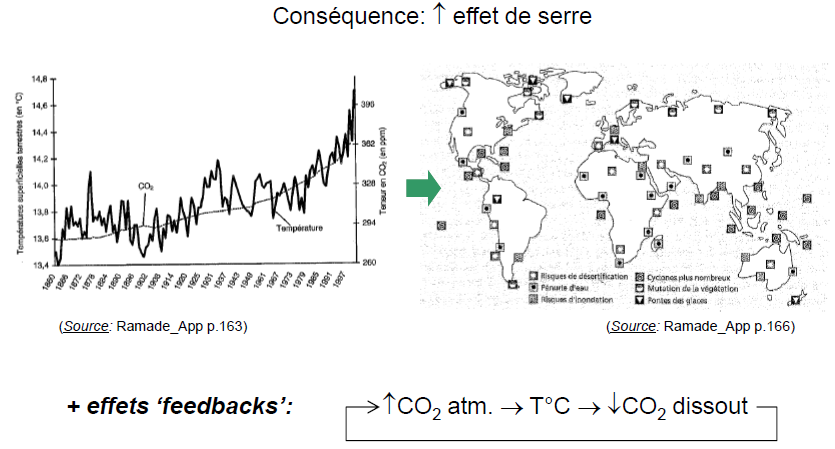 Conséquence: ↑ effet de serre
Températures superficielles terrestres (en °C)
14,8
14,6
14,4
14,2
14,0
13,8
13,6
13,4
CO₂
Température
396
362
328
294
260
Teneur en CO₂ (en ppm)
1860
1866
1872
1878
1884
1890
1896
1902
1908
1914
1920
1925
1931
1937
1943
1949
1961
1967
1973
1979
1985
1991
1997
Risques de désertification
Pénurie d'eau
Risques d'inondation
Cyclones plus nombreux
Mutation de la végétation
Fontes des glaces
(Source: Ramade_App p.163)
(Source: Ramade_App p.166)
+ effets ‘feedbacks’:
↑CO₂ atm. → T°C → ↓CO₂ dissout